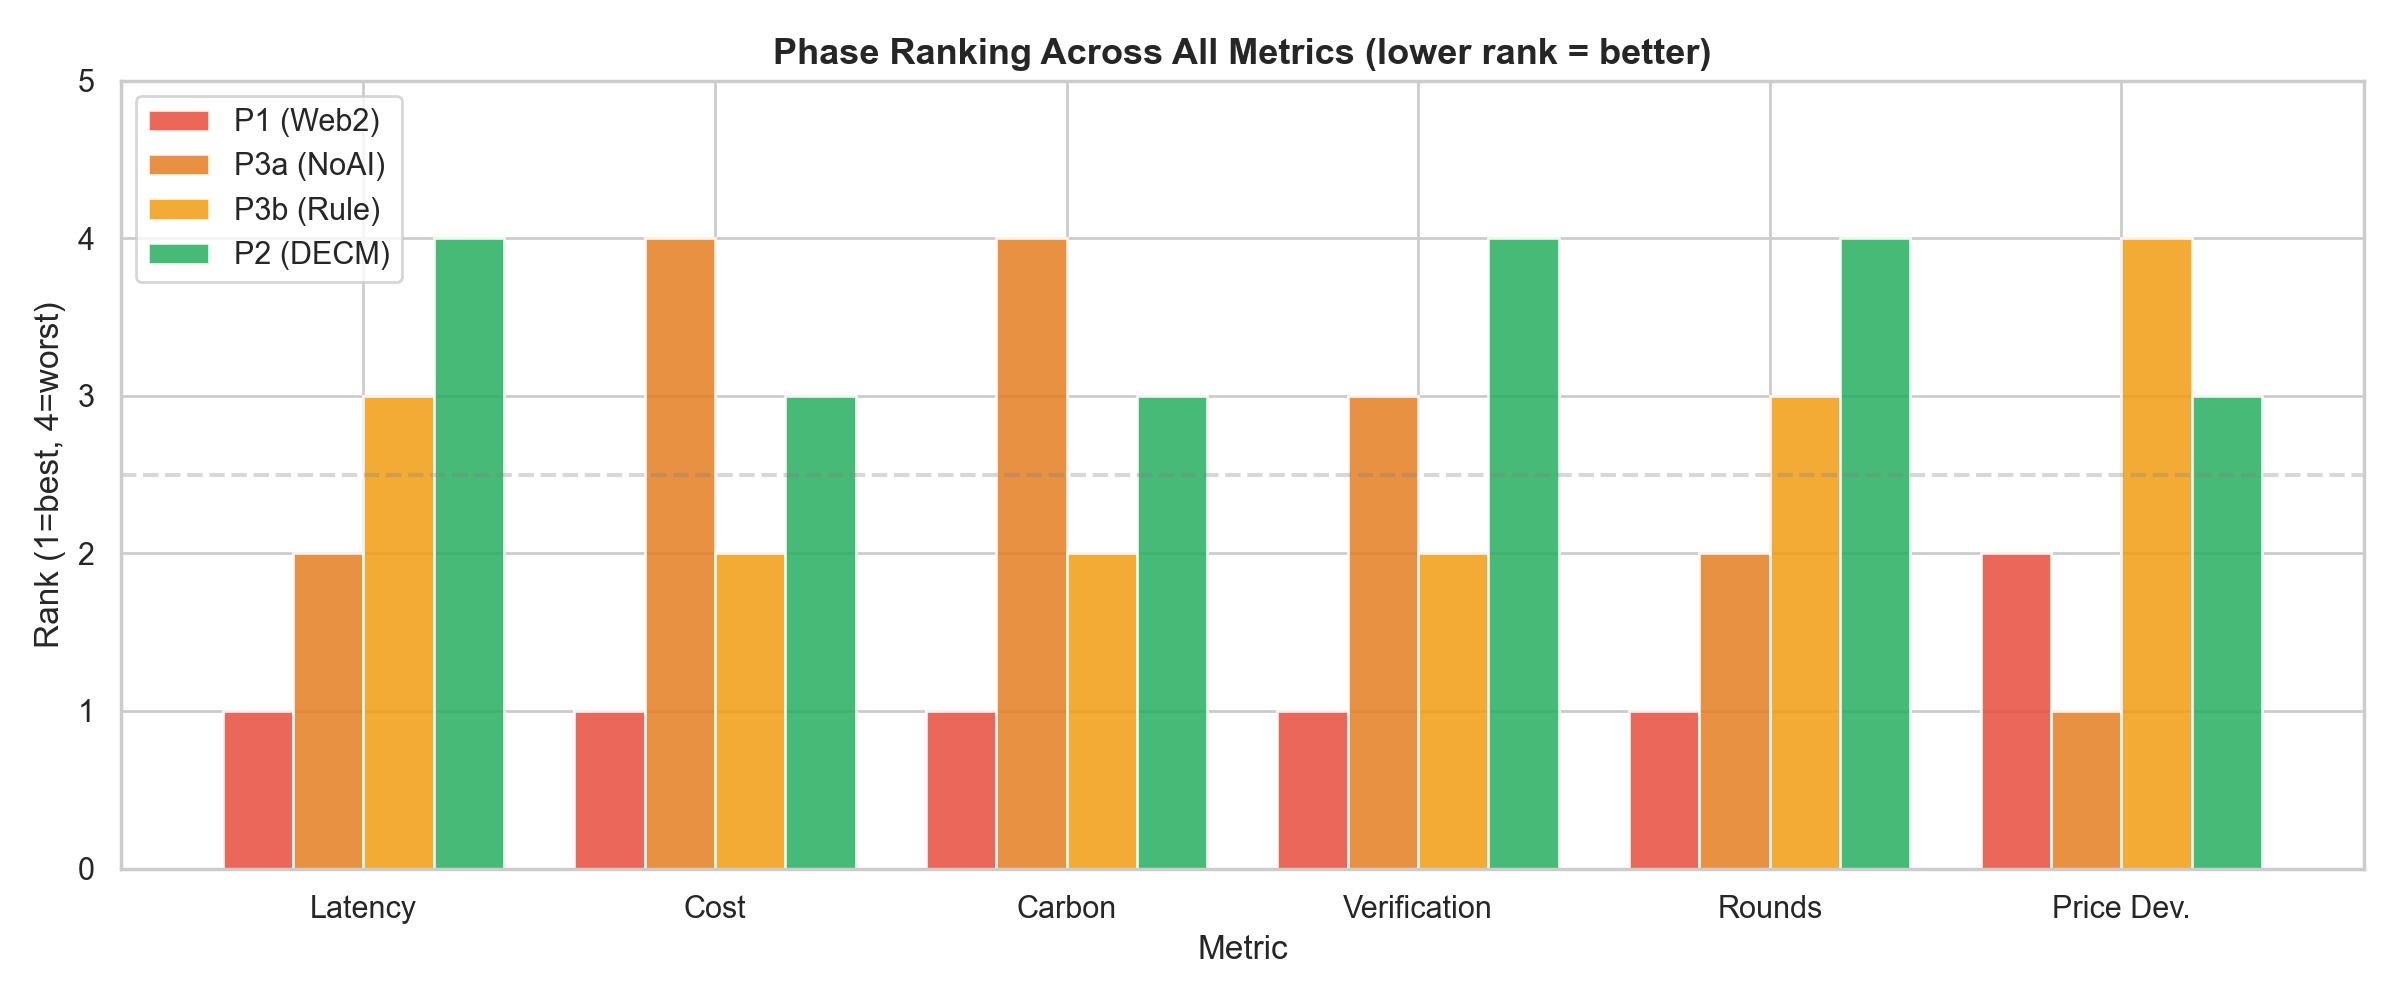 Phase Ranking Across All Metrics (lower rank = better)
5
4
3
2
1
0
Rank (1=best, 4=worst)
P1 (Web2)
P3a (NoAI)
P3b (Rule)
P2 (DECM)
Latency Cost Carbon Verification Rounds Price Dev.
Metric